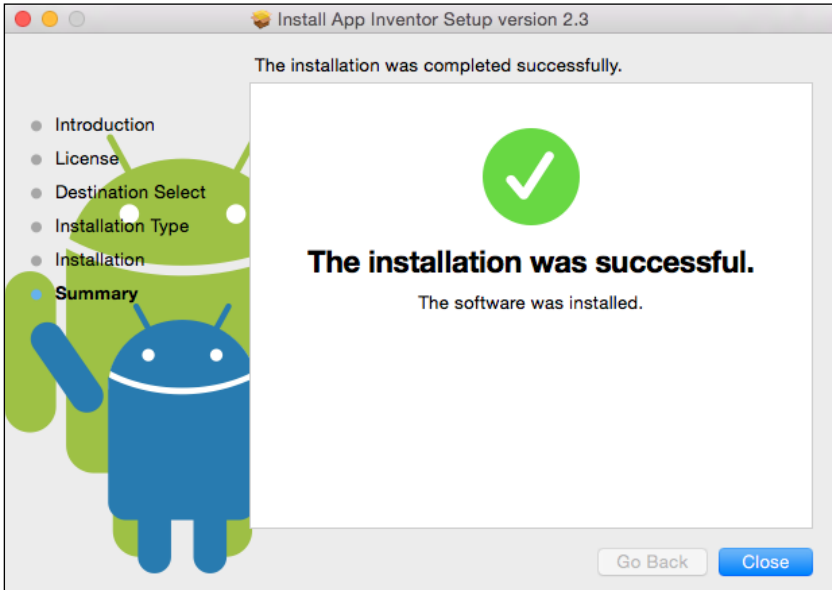 Install App Inventor Setup version 2.3
The installation was completed successfully.
Introduction
License
Destination Select
Installation Type
Installation
Summary
The installation was successful.
The software was installed.
Go Back
Close